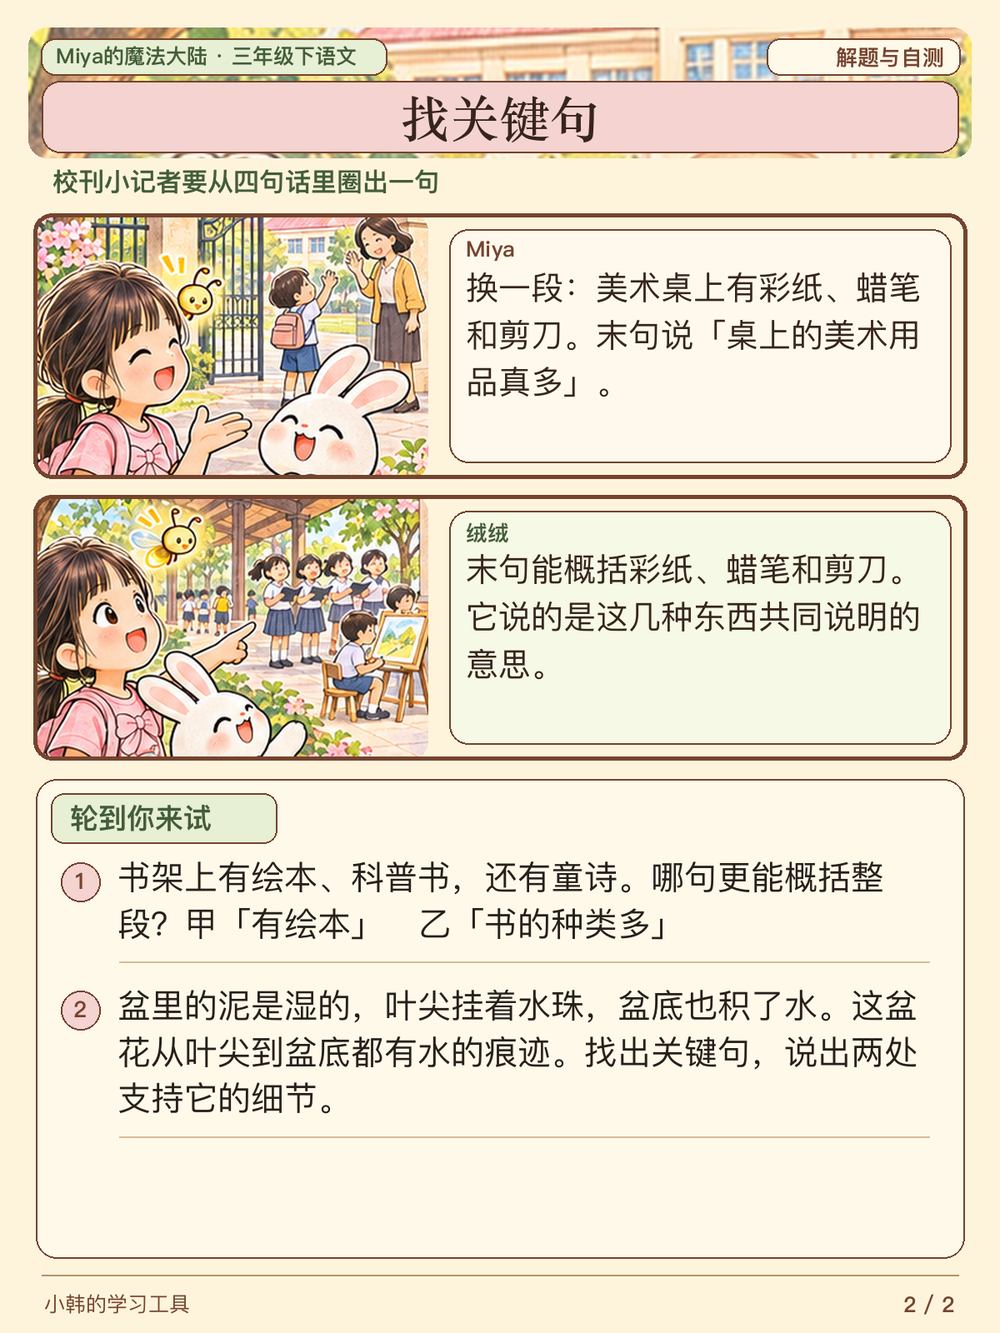 Miya的魔法大陆 · 三年级下语文
解题与自测
找关键句
校刊小记者要从四句话里圈出一句
Miya
换一段：美术桌上有彩纸、蜡笔
和剪刀。末句说「桌上的美术用
品真多」。
绒绒
末句能概括彩纸、蜡笔和剪刀。
它说的是这几种东西共同说明的
意思。
轮到你来试
1 书架上有绘本、科普书，还有童诗。哪句更能概括整
段？甲「有绘本」　乙「书的种类多」
2 盆里的泥是湿的，叶尖挂着水珠，盆底也积了水。这盆
花从叶尖到盆底都有水的痕迹。找出关键句，说出两处
支持它的细节。
小韩的学习工具
2 / 2